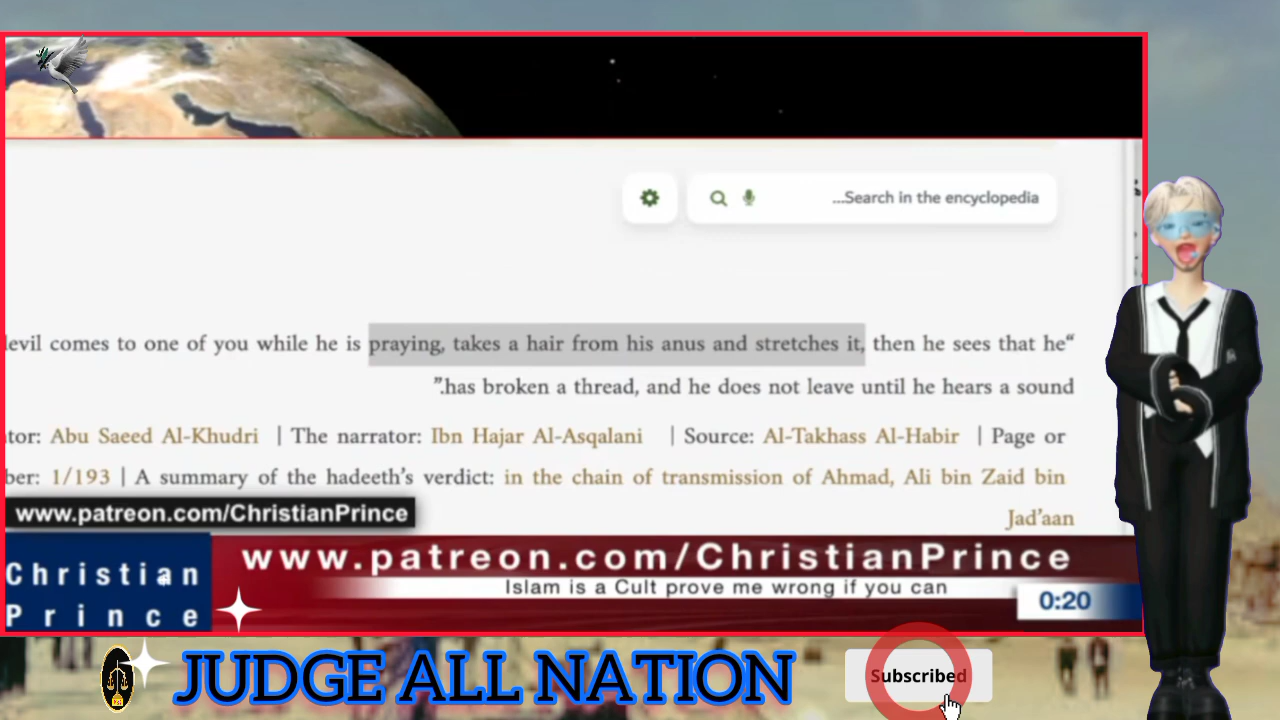 ...Search in the encyclopedia
levil comes to one of you while he is praying, takes a hair from his anus and stretches it, then he sees that he“
”.has broken a thread, and he does not leave until he hears a sound
tor: Abu Saeed Al-Khudri | The narrator: Ibn Hajar Al-Asqalani | Source: Al-Takhass Al-Habir | Page or
ber: 1/193 | A summary of the hadeeth's verdict: in the chain of transmission of Ahmad, Ali bin Zaid bin
Jad'aan
www.patreon.com/ChristianPrince
Christian
Prince
www.patreon.com/ChristianPrince
Islam is a Cult prove me wrong if you can
0:20
JUDGE ALL NATION
Subscribed